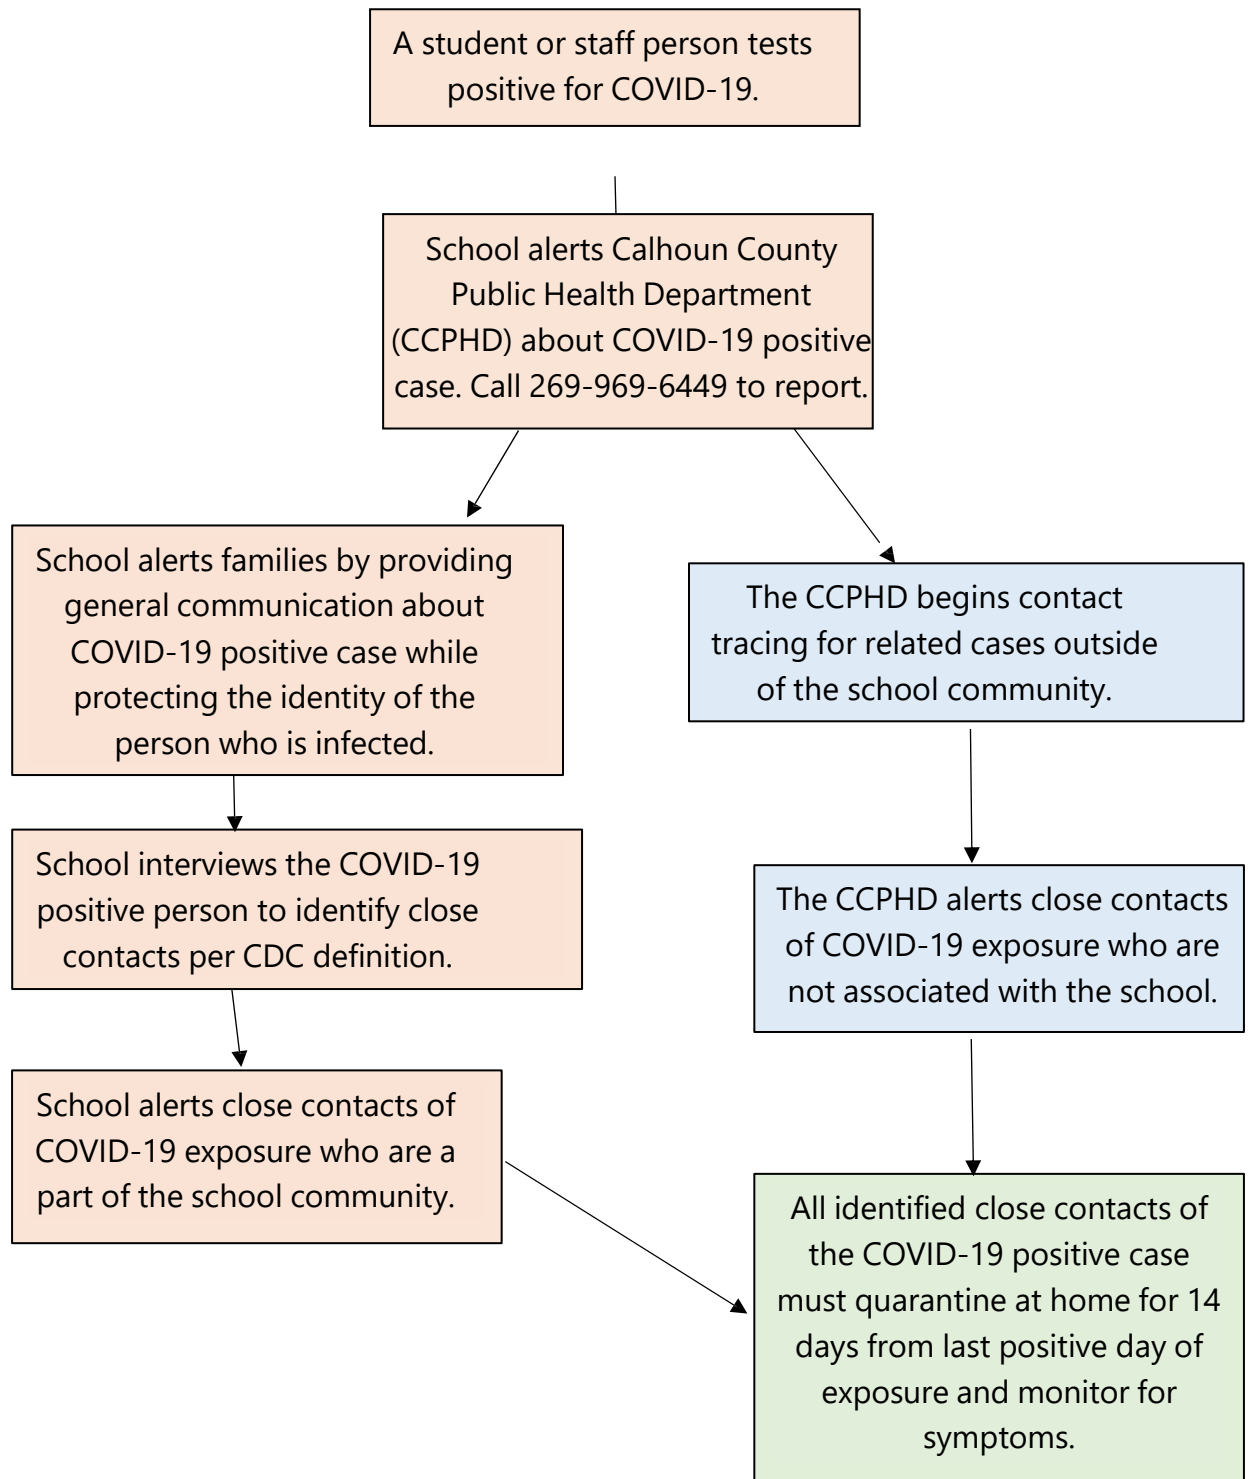 A student or staff person tests
positive for COVID-19.
School alerts Calhoun County
Public Health Department
(CCPHD) about COVID-19 positive
case. Call 269-969-6449 to report.
School alerts families by providing
general communication about
COVID-19 positive case while
protecting the identity of the
person who is infected.
The CCPHD begins contact
tracing for related cases outside
of the school community.
School interviews the COVID-19
positive person to identify close
contacts per CDC definition.
The CCPHD alerts close contacts
of COVID-19 exposure who are
not associated with the school.
School alerts close contacts of
COVID-19 exposure who are a
part of the school community.
All identified close contacts of
the COVID-19 positive case
must quarantine at home for 14
days from last positive day of
exposure and monitor for
symptoms.